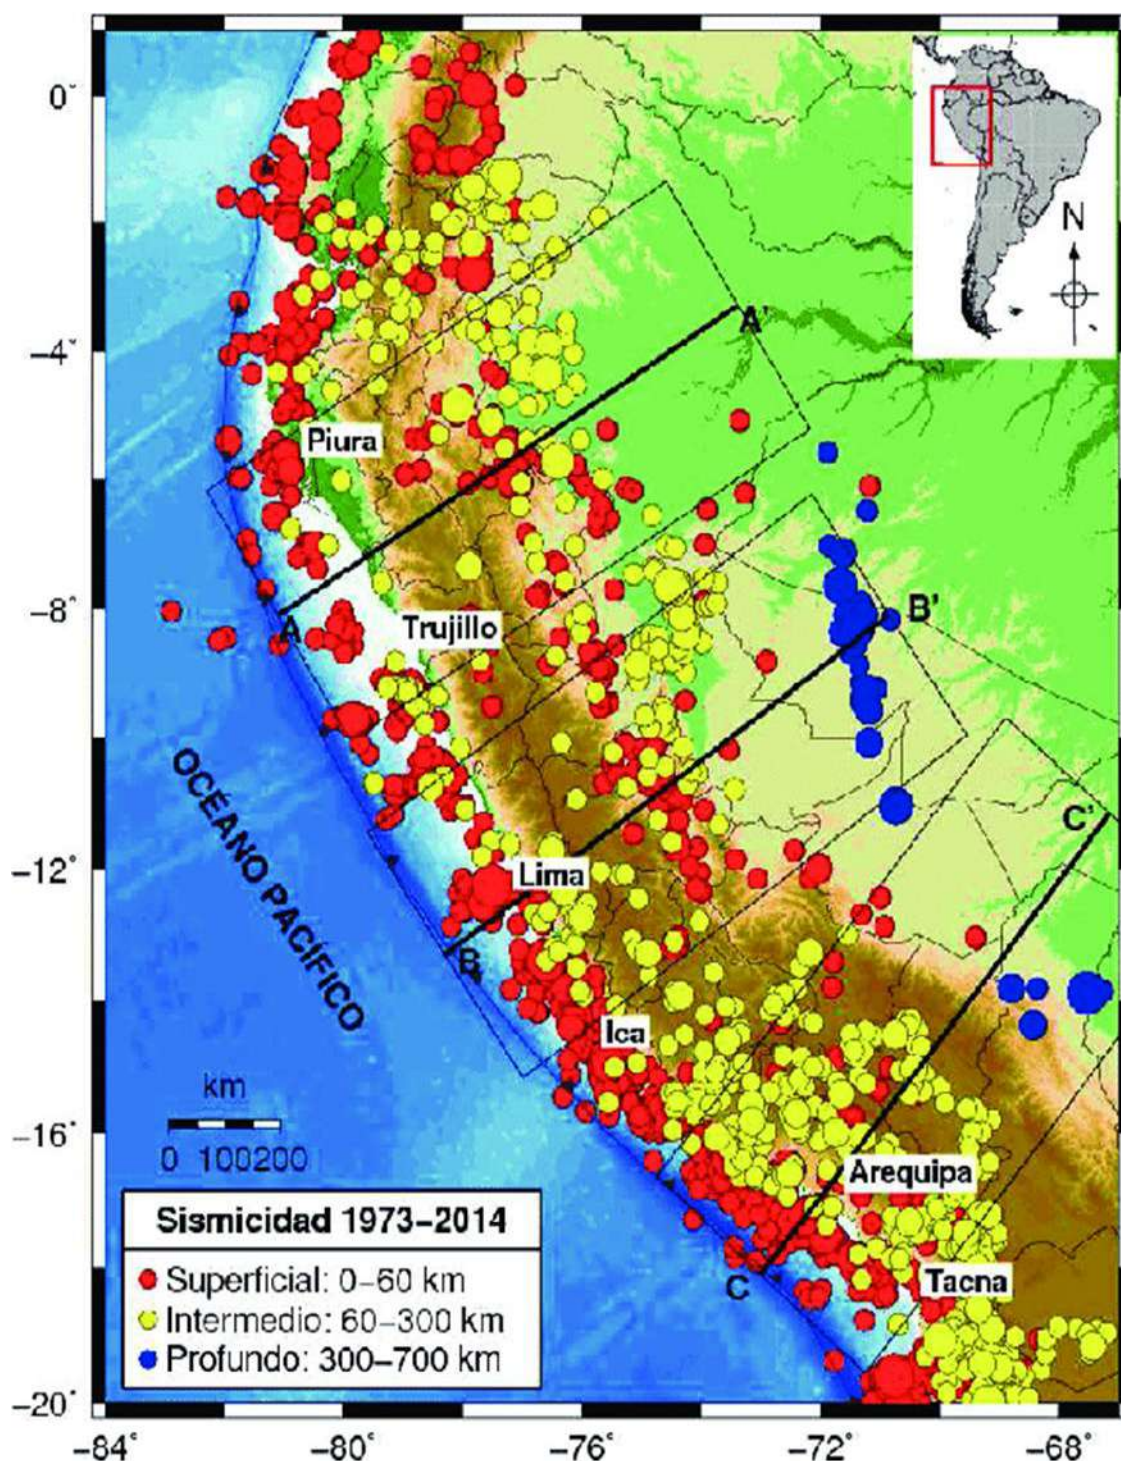 0°
-4°
-8°
-12°
-16°
-20°
-84°
-80°
-76°
-72°
-68°
N
A'
Piura
B'
A
Trujillo
OCÉANO PACÍFICO
C'
Lima
B
Ica
km
0 100200
Arequipa
C
Tacna
Sismicidad 1973-2014
Superficial: 0-60 km
Intermedio: 60-300 km
Profundo: 300-700 km